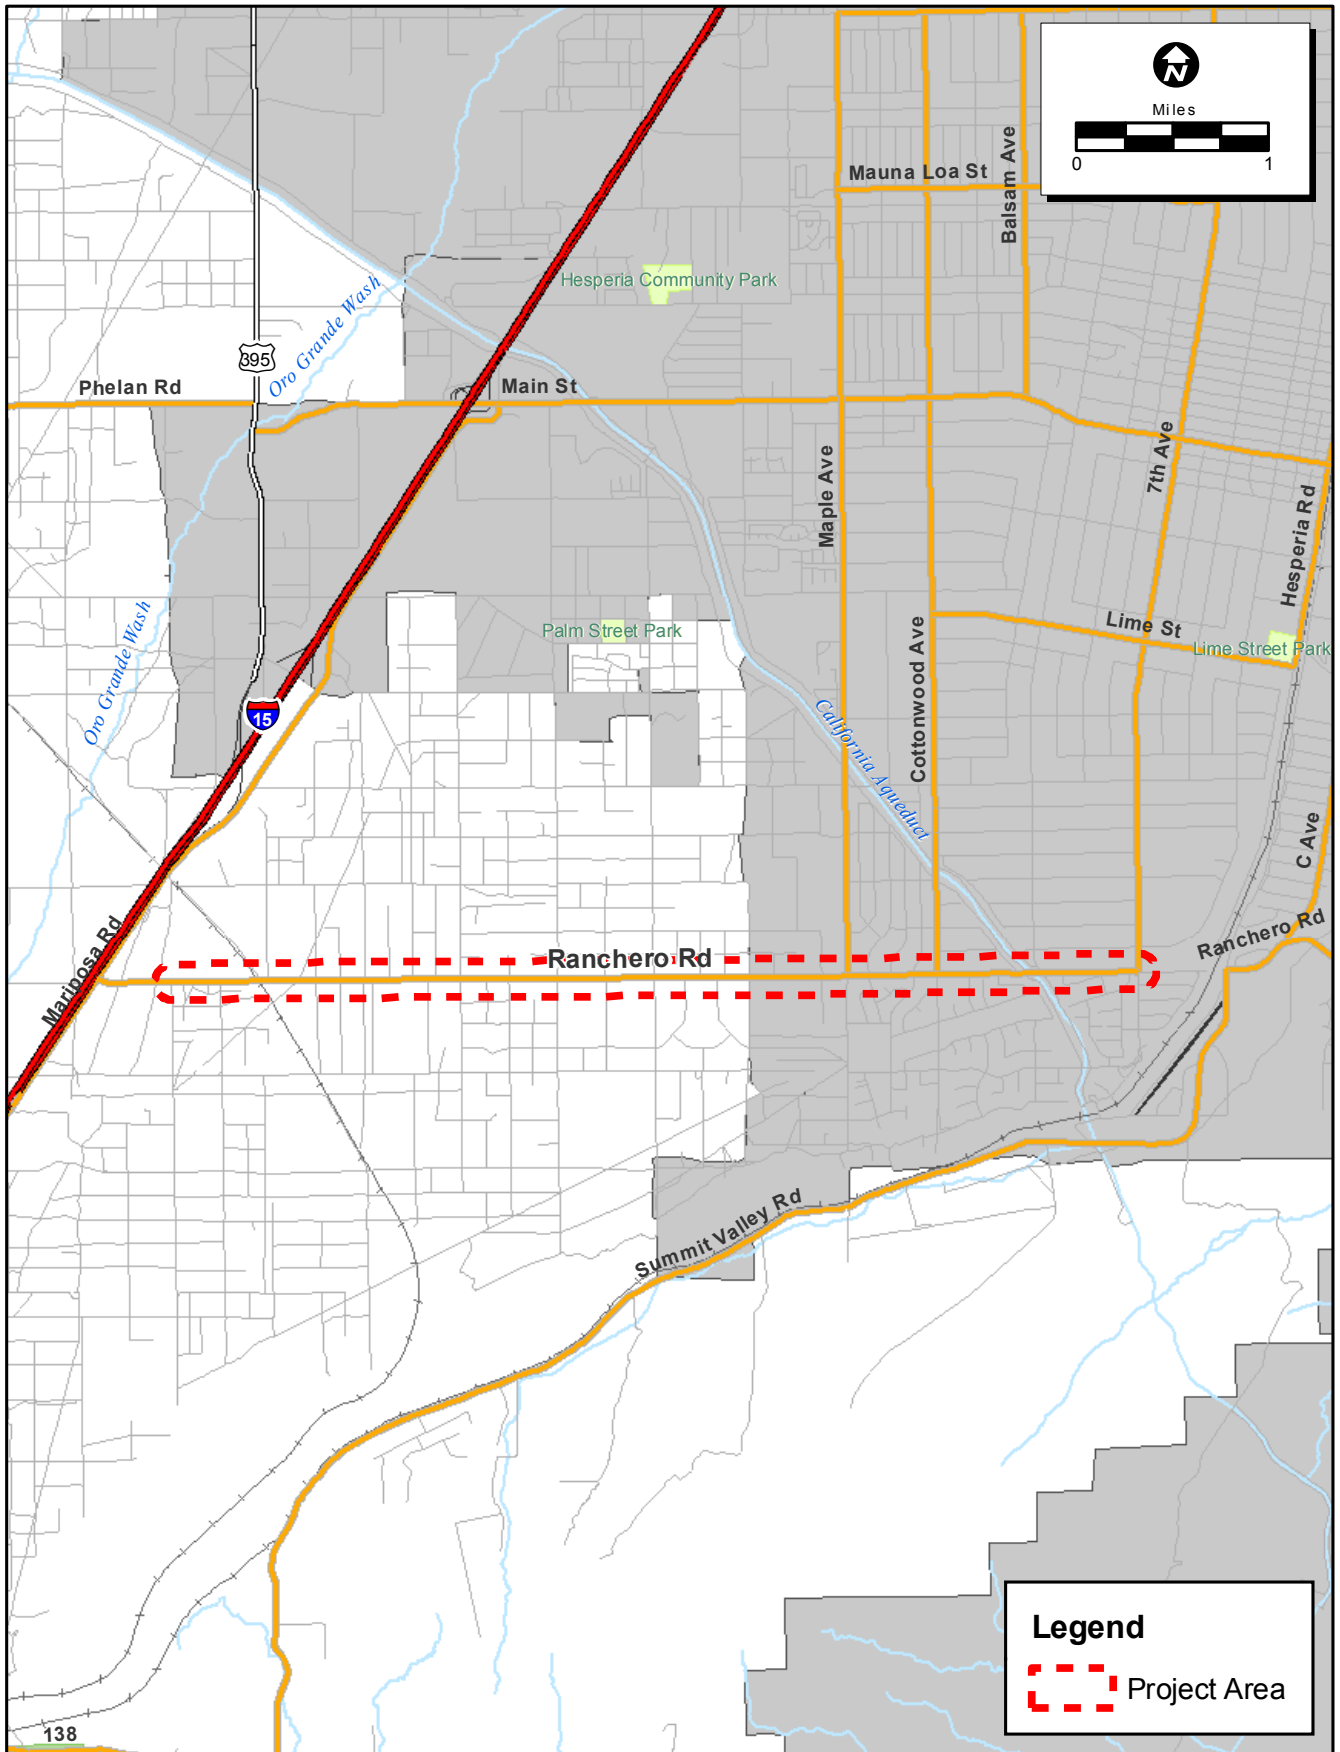 N
Miles
0 1
Balsam Ave
Mauna Loa St
Hesperia Community Park
Oro Grande Wash
395
Phelan Rd
Main St
7th Ave
Maple Ave
Hesperia Rd
Oro Grande Wash
Palm Street Park
Lime St
Lime Street Park
Cottonwood Ave
15
California Aqueduct
C Ave
Mariposa Rd
Ranchero Rd
Ranchero Rd
Summit Valley Rd
Legend
Project Area
138